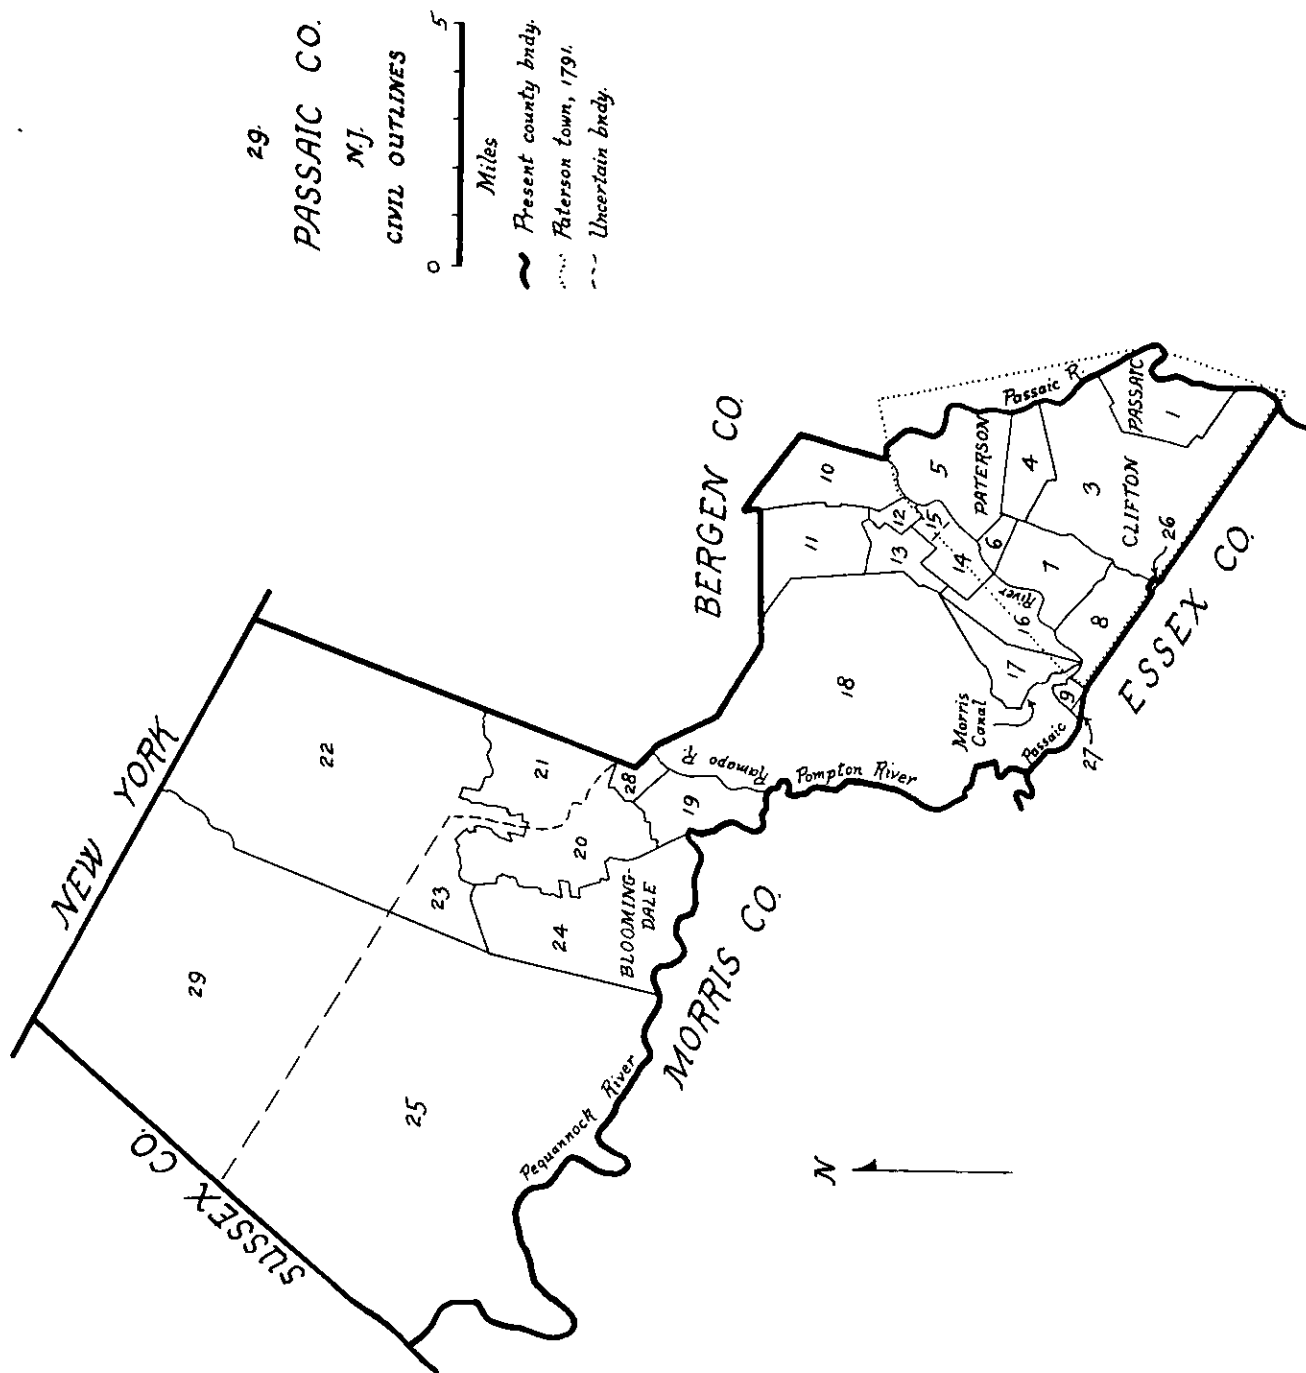 29.
PASSAIC CO.
N.J.
CIVIL OUTLINES
0 5
Miles
Present county bndy.
Paterson town, 1791.
Uncertain bndy.
NEW YORK
SUSSEX CO.
BERGEN CO.
MORRIS CO.
ESSEX CO.
22
29
21
23
20
24
BLOOMING-
DALE
28
19
25
Pequannock River
Ramapo R.
Pompton River
18
10
11
12
13
15
14
5
PATERSON
4
6
3
CLIFTON
PASSAIC
1
Passaic R.
7
River
16
17
8
9
26
27
Morris
Canal
Passaic
N